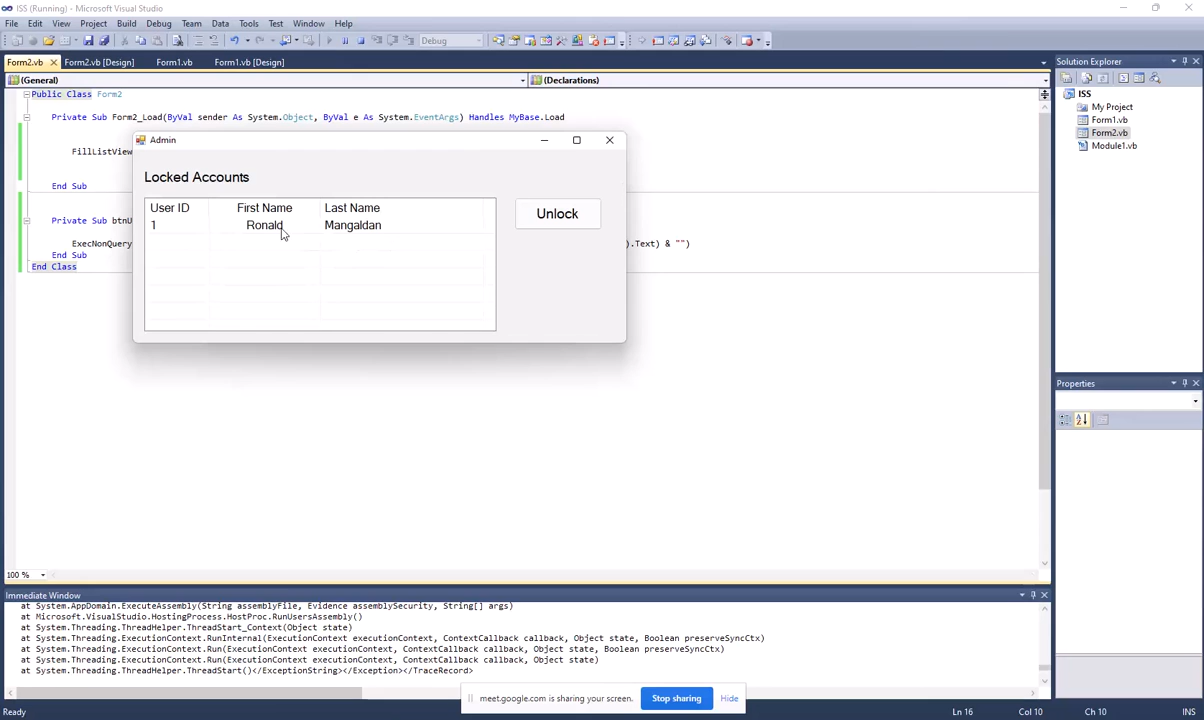 ISS (Running) - Microsoft Visual Studio
File Edit View Project Build Debug Team Data Tools Test Window Help
Debug
Form2.vb Form2.vb [Design] Form1.vb Form1.vb [Design]
(General) (Declarations)
Public Class Form2
Private Sub Form2_Load(ByVal sender As System.Object, ByVal e As System.EventArgs) Handles MyBase.Load
FillListView
End Sub
Private Sub btnU
ExecNonQuery ).Text) & "")
End Sub
End Class
Admin
Locked Accounts
User ID First Name Last Name
1 Ronald Mangaldan
Unlock
Solution Explorer
ISS
My Project
Form1.vb
Form2.vb
Module1.vb
Properties
100 %
Immediate Window
at System.AppDomain.ExecuteAssembly(String assemblyFile, Evidence assemblySecurity, String[] args)
at Microsoft.VisualStudio.HostingProcess.HostProc.RunUsersAssembly()
at System.Threading.ThreadHelper.ThreadStart_Context(Object state)
at System.Threading.ExecutionContext.RunInternal(ExecutionContext executionContext, ContextCallback callback, Object state, Boolean preserveSyncCtx)
at System.Threading.ExecutionContext.Run(ExecutionContext executionContext, ContextCallback callback, Object state, Boolean preserveSyncCtx)
at System.Threading.ExecutionContext.Run(ExecutionContext executionContext, ContextCallback callback, Object state)
at System.Threading.ThreadHelper.ThreadStart()</ExceptionString></Exception></TraceRecord>
meet.google.com is sharing your screen. Stop sharing Hide
Ready Ln 16 Col 10 Ch 10 INS